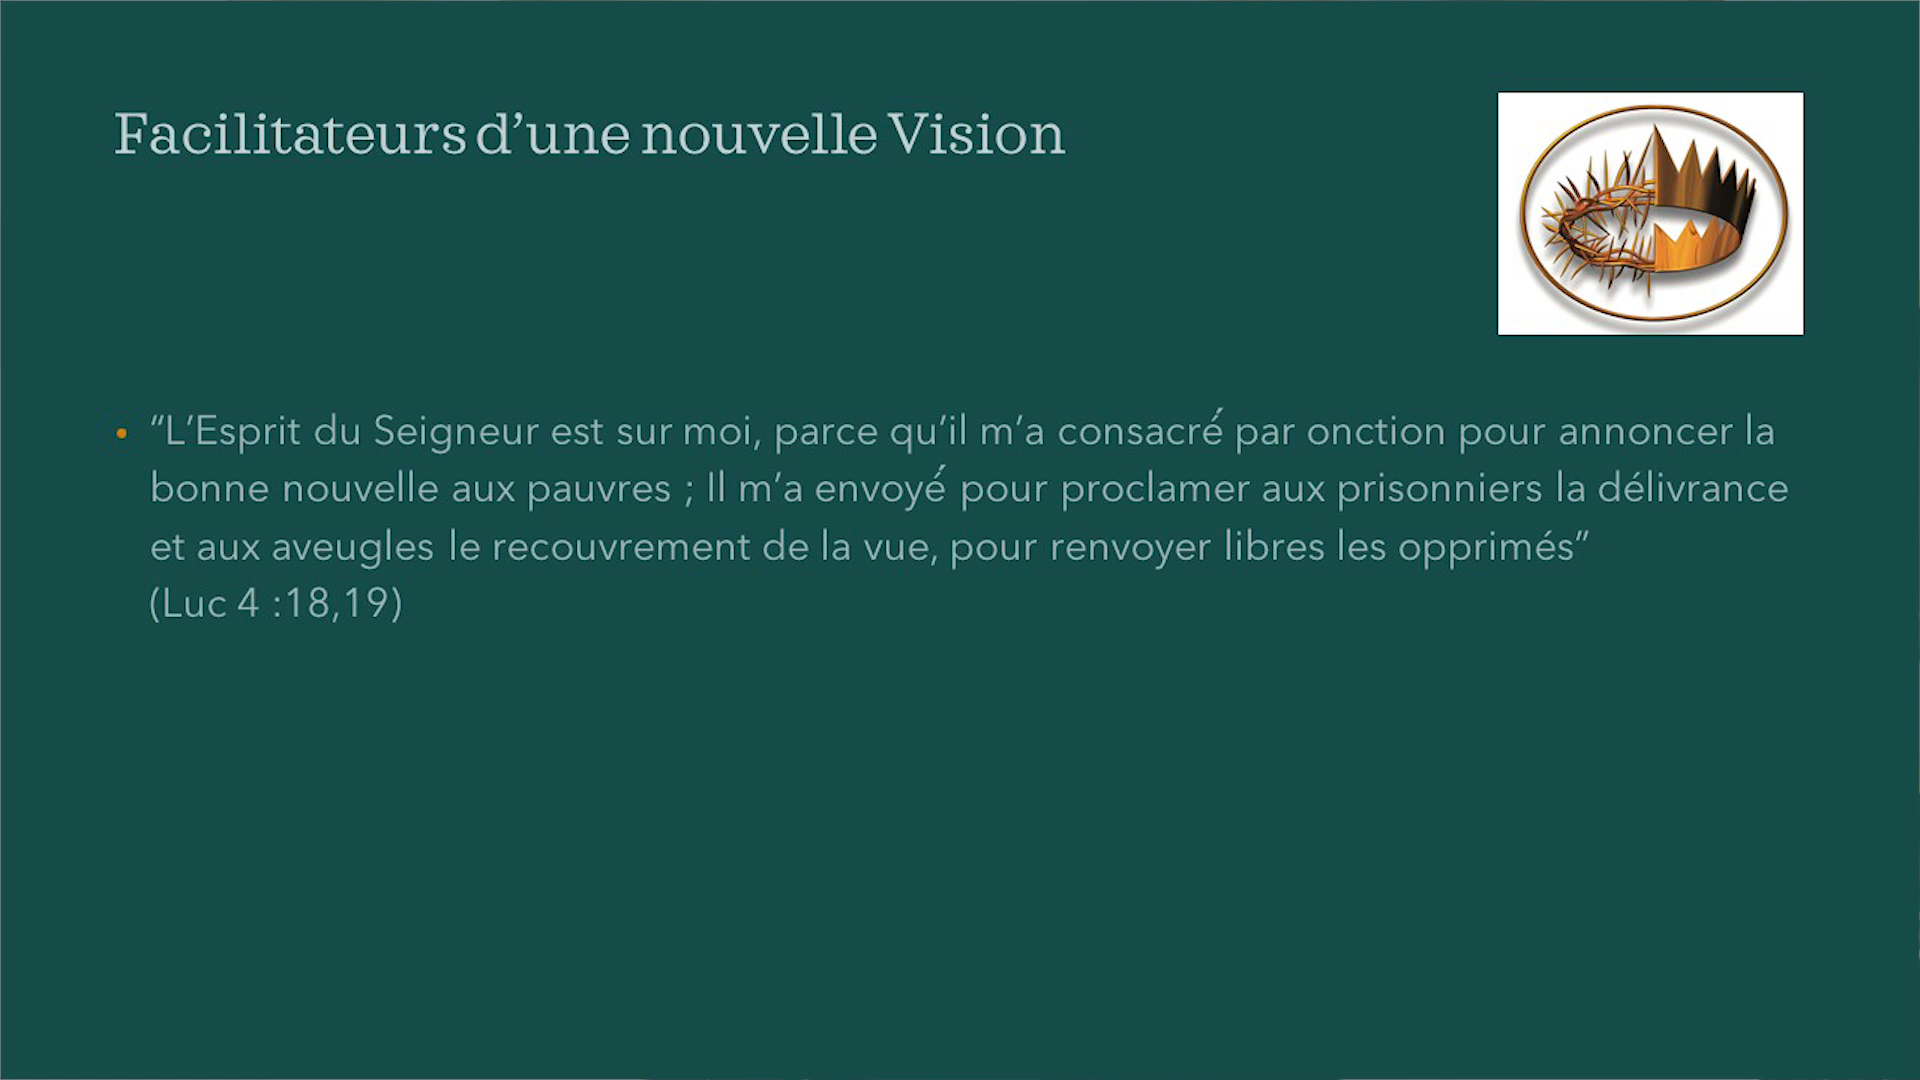 Facilitateurs d’une nouvelle Vision
• “L’Esprit du Seigneur est sur moi, parce qu’il m’a consacré par onction pour annoncer la
bonne nouvelle aux pauvres ; Il m’a envoyé pour proclamer aux prisonniers la délivrance
et aux aveugles le recouvrement de la vue, pour renvoyer libres les opprimés”
(Luc 4 :18,19)